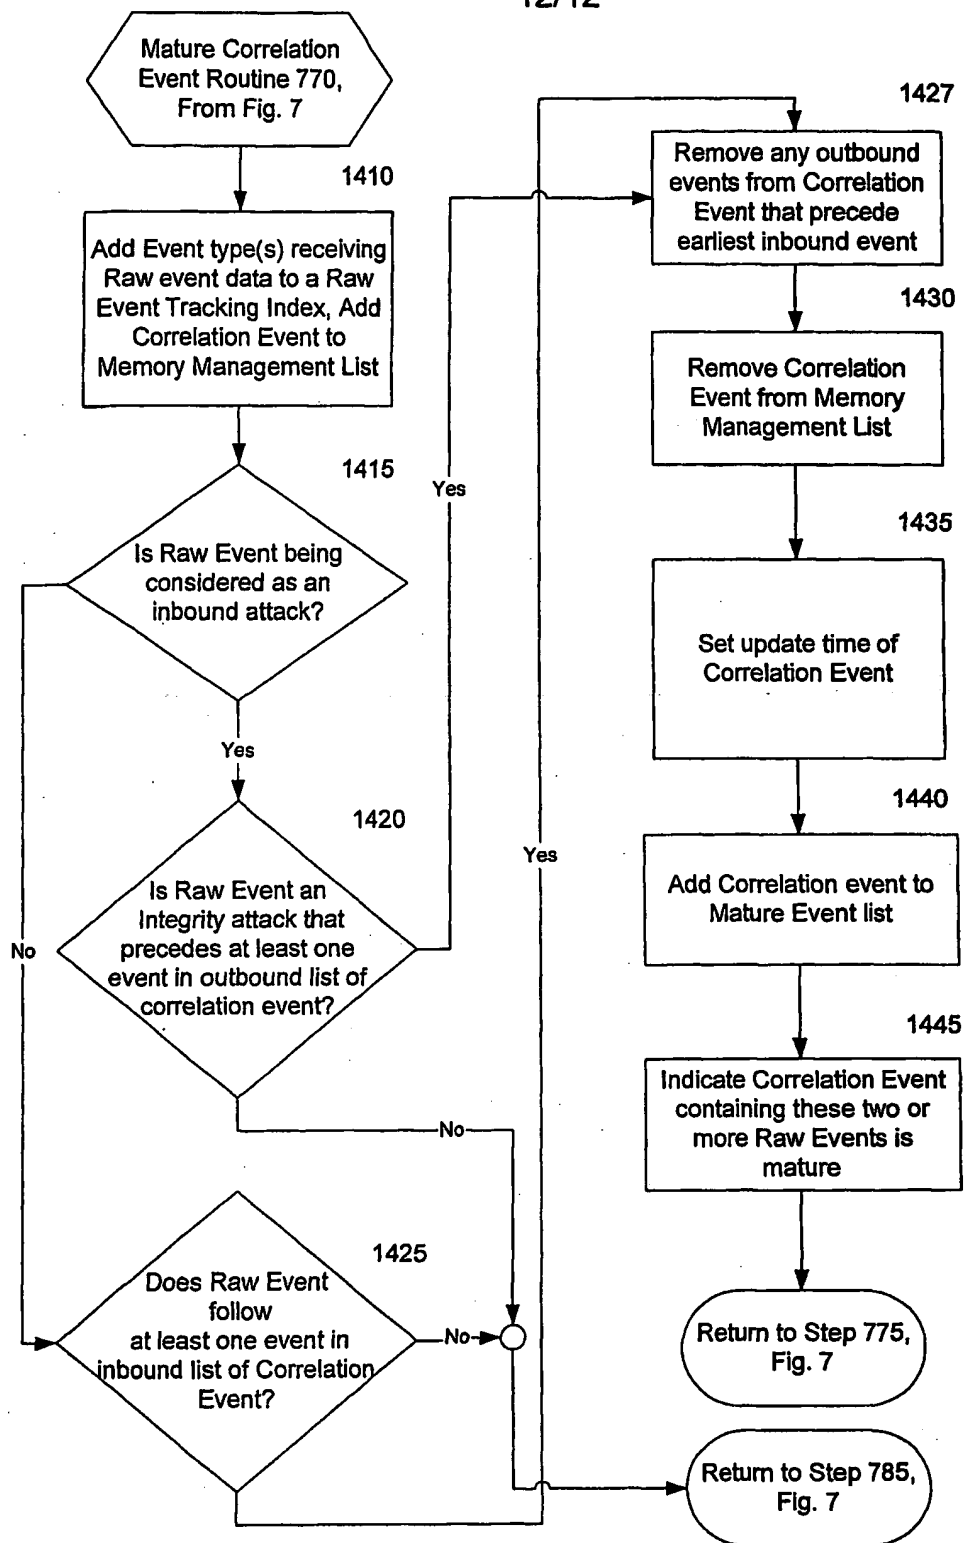 12/12
Mature Correlation
Event Routine 770,
From Fig. 7
1410
Add Event type(s) receiving
Raw event data to a Raw
Event Tracking Index, Add
Correlation Event to
Memory Management List
1415
Is Raw Event being
considered as an
inbound attack?
Yes
No
1420
Is Raw Event an
Integrity attack that
precedes at least one
event in outbound list of
correlation event?
Yes
No
1425
Does Raw Event
follow
at least one event in
inbound list of Correlation
Event?
No
Yes
1427
Remove any outbound
events from Correlation
Event that precede
earliest inbound event
1430
Remove Correlation
Event from Memory
Management List
1435
Set update time of
Correlation Event
1440
Add Correlation event to
Mature Event list
1445
Indicate Correlation Event
containing these two or
more Raw Events is
mature
Return to Step 775,
Fig. 7
Return to Step 785,
Fig. 7